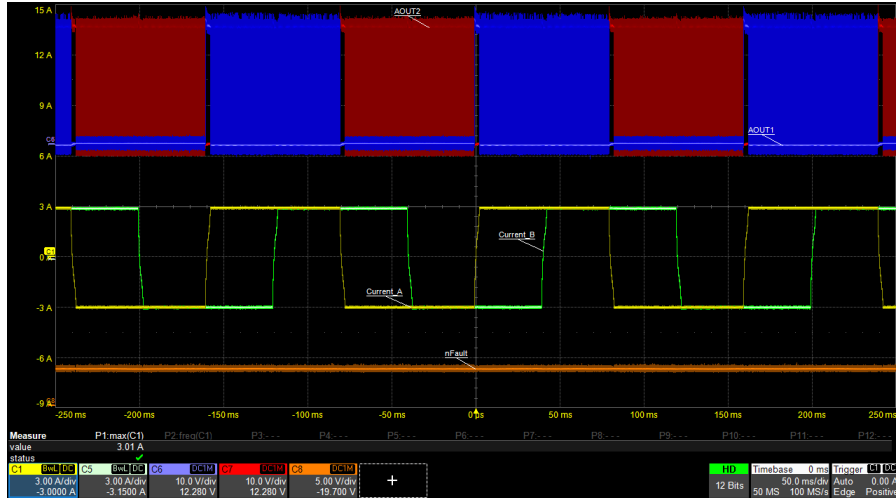 15 A
AOUT2
12 A
9 A
AOUT1
C6
6 A
3 A
Current_B
C1
0 A
Current_A
-3 A
nFault
-6 A
C8
-9 A
-250 ms -200 ms -150 ms -100 ms -50 ms 0 µs 50 ms 100 ms 150 ms 200 ms 250 ms
Measure P1:max(C1) P2:freq(C1) P3:- - - P4:- - - P5:- - - P6:- - - P7:- - - P8:- - - P9:- - - P10:- - - P11:- - - P12:- - -
value 3.01 A
status
C1 BwL DC C5 BwL DC C6 DC1M C7 DC1M C8 DC1M HD Timebase 0 ms Trigger C1 DC
3.00 A/div 3.00 A/div 10.0 V/div 10.0 V/div 5.00 V/div + 50.0 ms/div Auto 0.00 A
-3.0000 A -3.1500 A 12.280 V 12.280 V -19.700 V 12 Bits 50 MS 100 MS/s Edge Positive